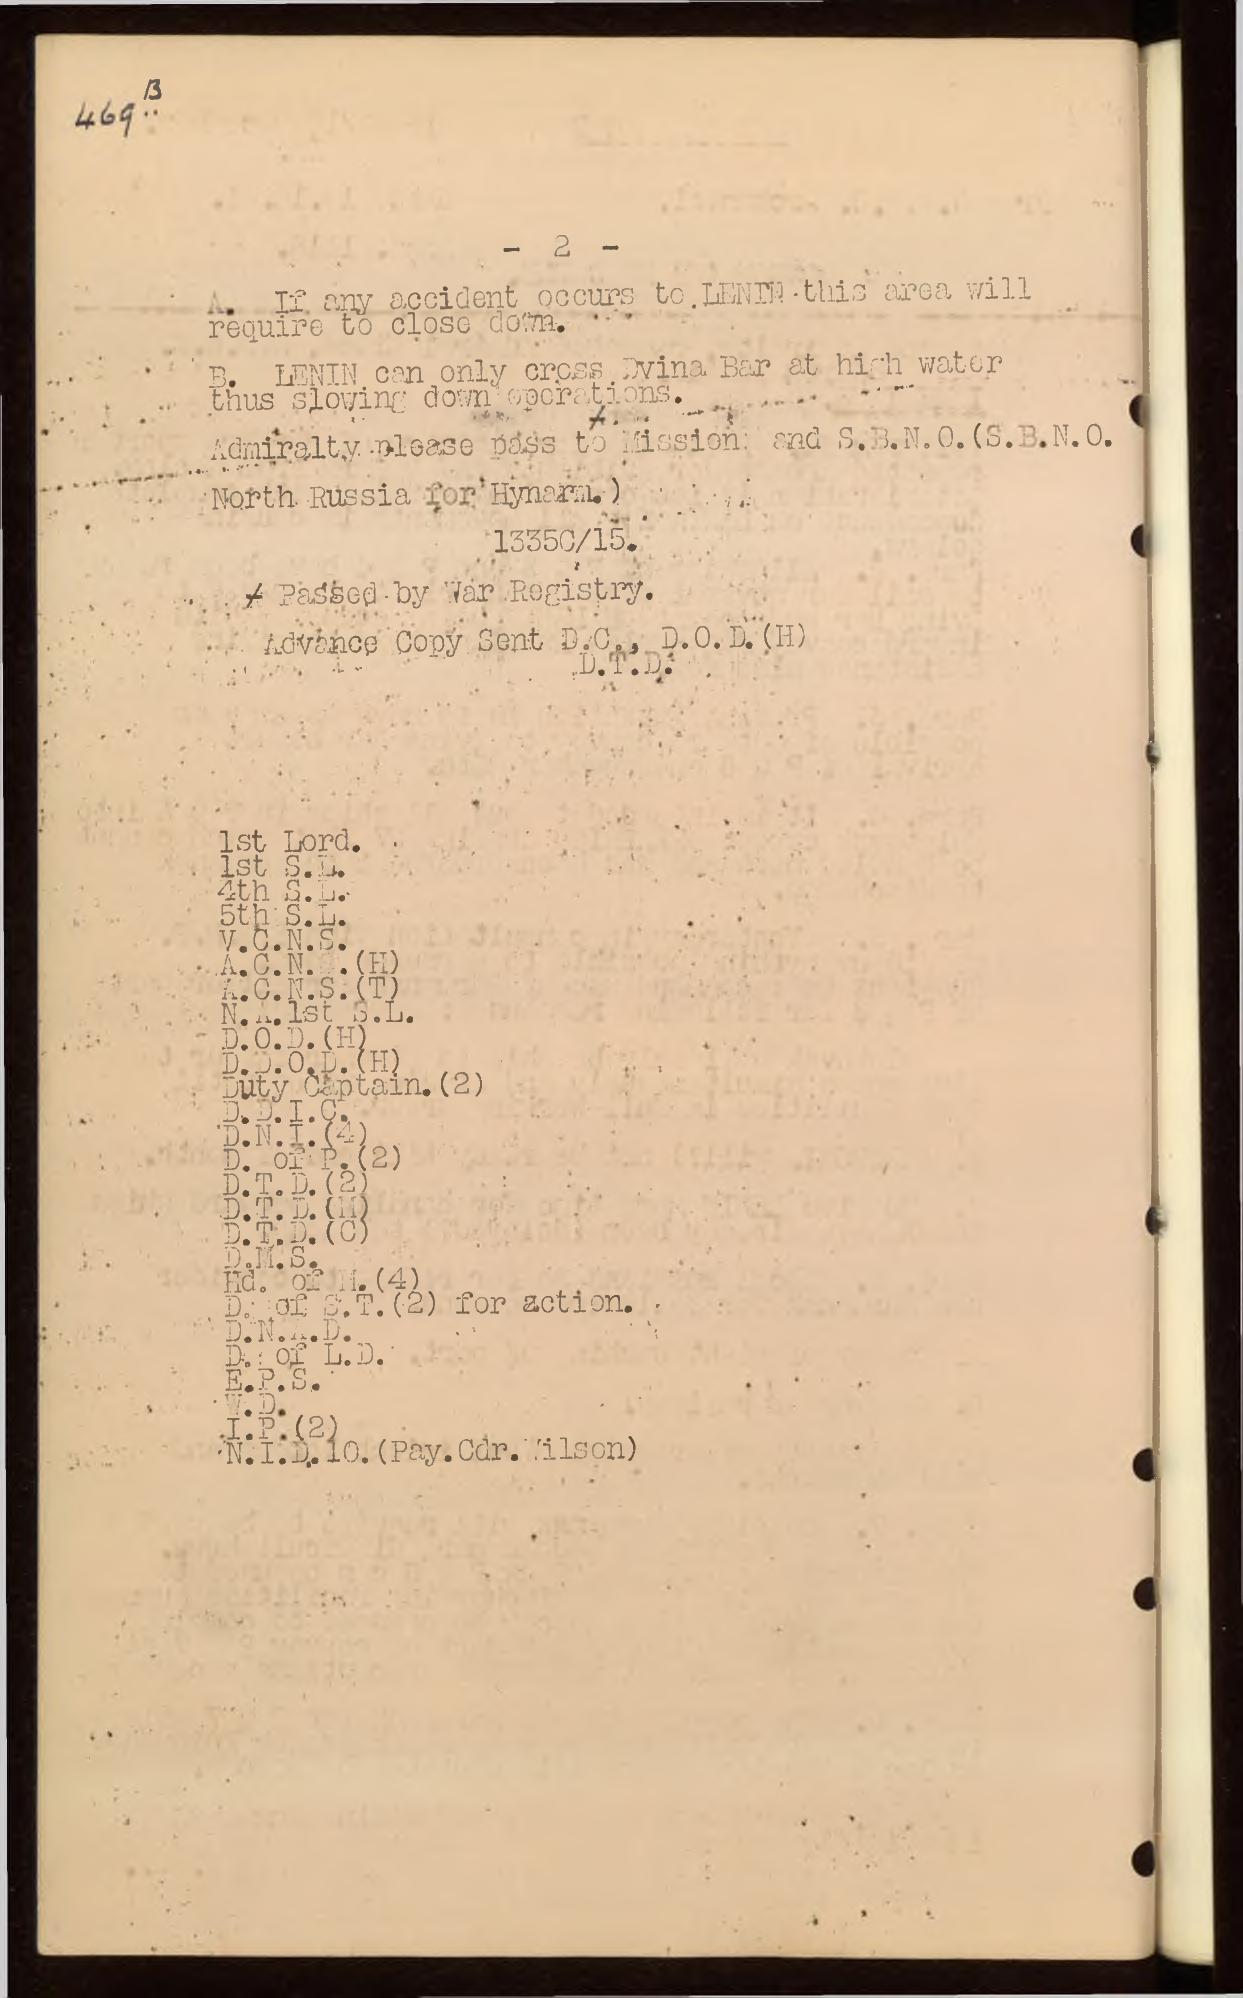 469 B
- 2 -
A. If any accident occurs to LENIN this area will
require to close down.
B. LENIN can only cross Dvina Bar at high water
thus slowing down operations.
Admiralty please pass to Mission and S.B.N.O.(S.B.N.O.
North Russia for Hynarm.)
1335C/15.
≠ Passed by War Registry.
Advance Copy Sent D.C., D.O.D.(H)
D.T.D.
1st Lord.
1st S.L.
4th S.L.
5th S.L.
V.C.N.S.
A.C.N.S.(H)
A.C.N.S.(T)
N.A.1st S.L.
D.O.D.(H)
D.D.O.D.(H)
Duty Captain.(2)
D.D.I.C.
D.N.I.(4)
D. of P.(2)
D.T.D.(2)
D.T.D.(M)
D.T.D.(C)
D.M.S.
Hd. of M.(4)
D. of S.T.(2) for action.
D.N.A.D.
D. of L.D.
E.P.S.
W.D.
I.P.(2)
N.I.D.10.(Pay.Cdr.Wilson)